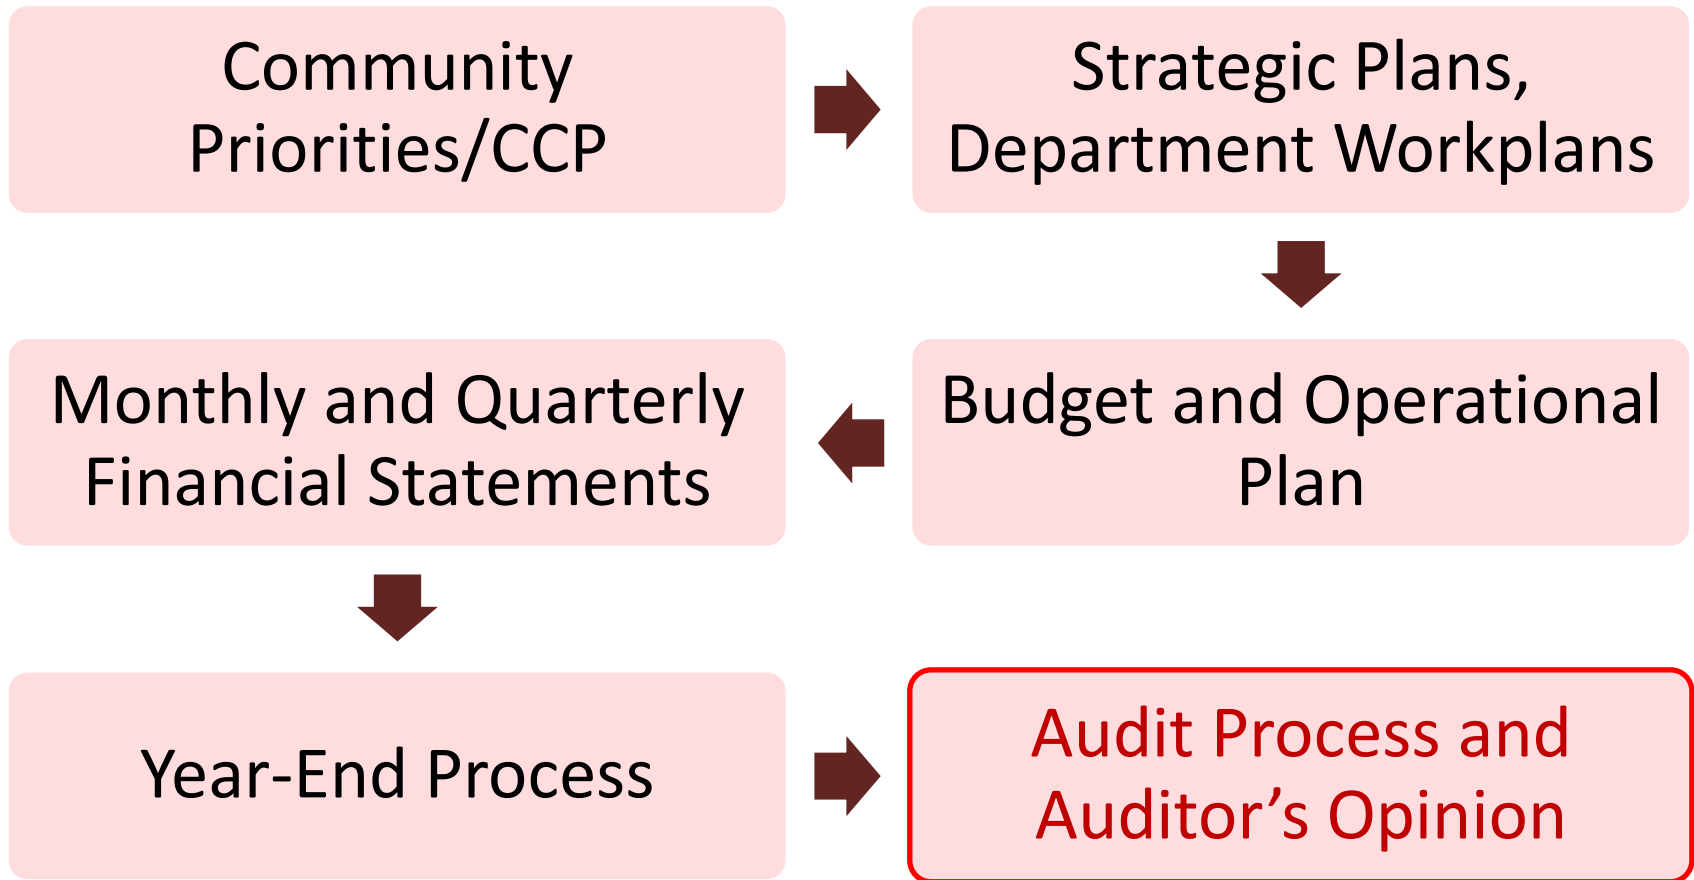 Community
Priorities/CCP
Strategic Plans,
Department Workplans
Budget and Operational
Plan
Monthly and Quarterly
Financial Statements
Year-End Process
Audit Process and
Auditor’s Opinion